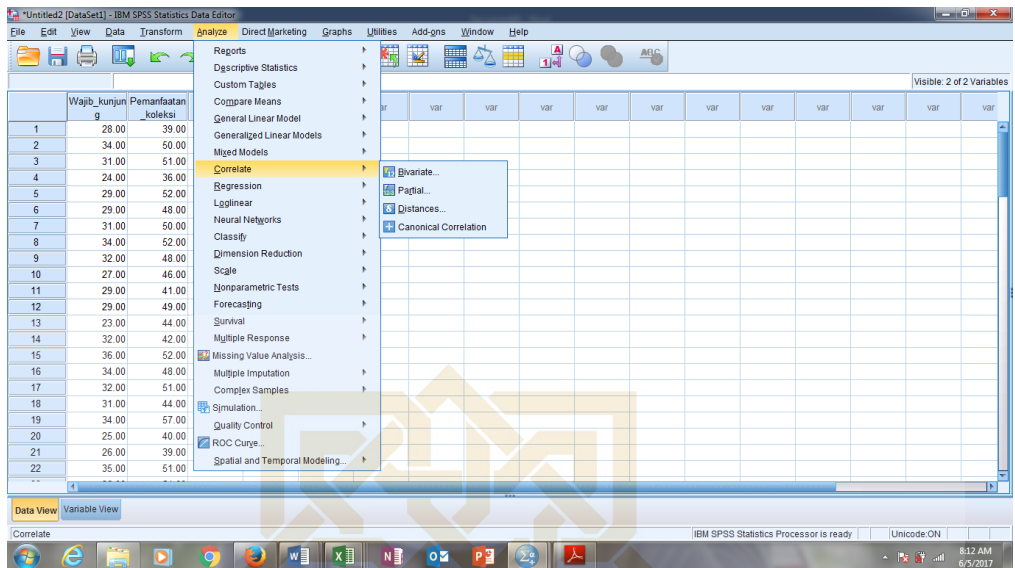 *Untitled2 [DataSet1] - IBM SPSS Statistics Data Editor
File Edit View Data Transform Analyze Direct Marketing Graphs Utilities Add-ons Window Help
Visible: 2 of 2 Variables
Wajib_kunjung Pemanfaatan_koleksi var var var var var var var var var var var
1 28.00 39.00
2 34.00 50.00
3 31.00 51.00
4 24.00 36.00
5 29.00 52.00
6 29.00 48.00
7 31.00 50.00
8 34.00 52.00
9 32.00 48.00
10 27.00 46.00
11 29.00 41.00
12 29.00 49.00
13 23.00 44.00
14 32.00 42.00
15 36.00 52.00
16 34.00 48.00
17 32.00 51.00
18 31.00 44.00
19 34.00 57.00
20 25.00 40.00
21 26.00 39.00
22 35.00 51.00
Reports
Descriptive Statistics
Custom Tables
Compare Means
General Linear Model
Generalized Linear Models
Mixed Models
Correlate
Regression
Loglinear
Neural Networks
Classify
Dimension Reduction
Scale
Nonparametric Tests
Forecasting
Survival
Multiple Response
Missing Value Analysis...
Multiple Imputation
Complex Samples
Simulation...
Quality Control
ROC Curve...
Spatial and Temporal Modeling...
Bivariate...
Partial...
Distances...
Canonical Correlation
Data View Variable View
Correlate
IBM SPSS Statistics Processor is ready Unicode:ON
8:12 AM
6/5/2017